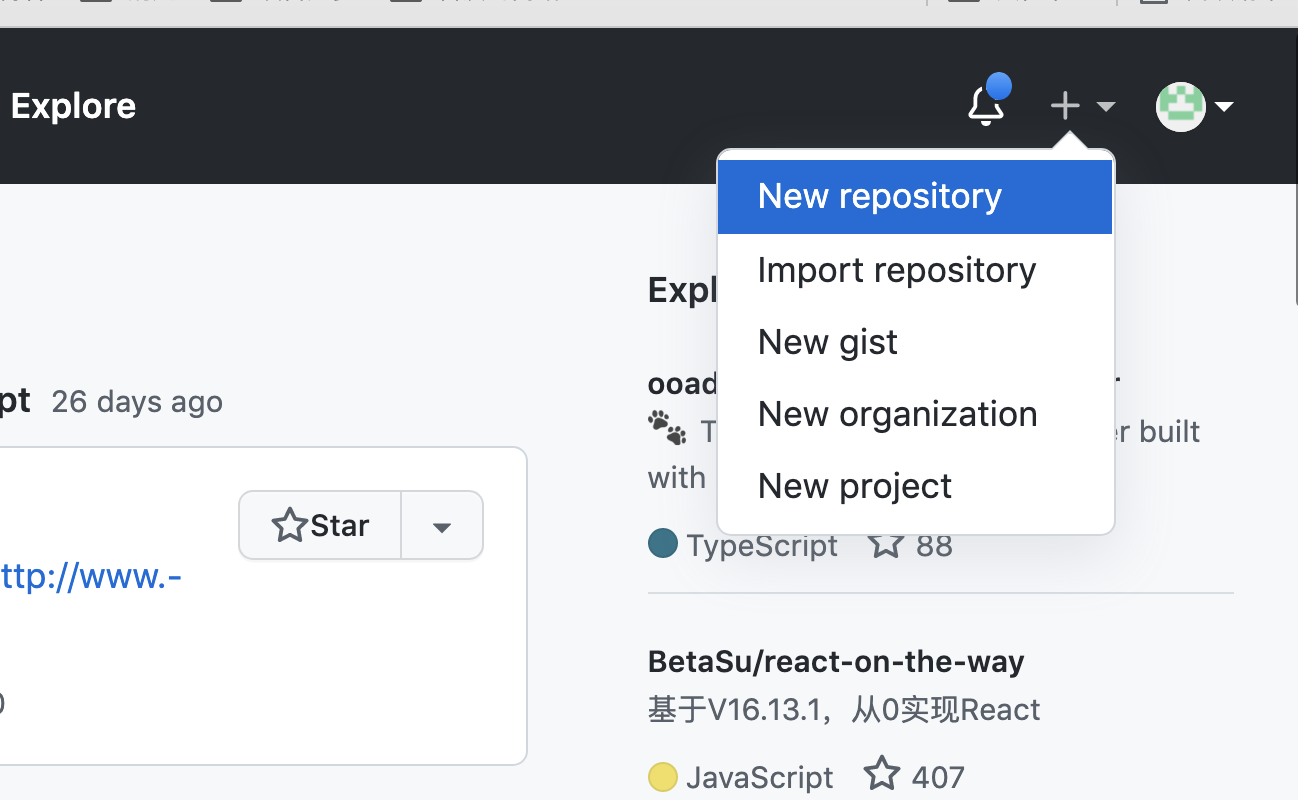 Explore
New repository
Import repository
New gist
New organization
New project
26 days ago
Star
ttp://www.-
Expl
ooad
er built
with
TypeScript 88
BetaSu/react-on-the-way
基于V16.13.1，从0实现React
JavaScript 407